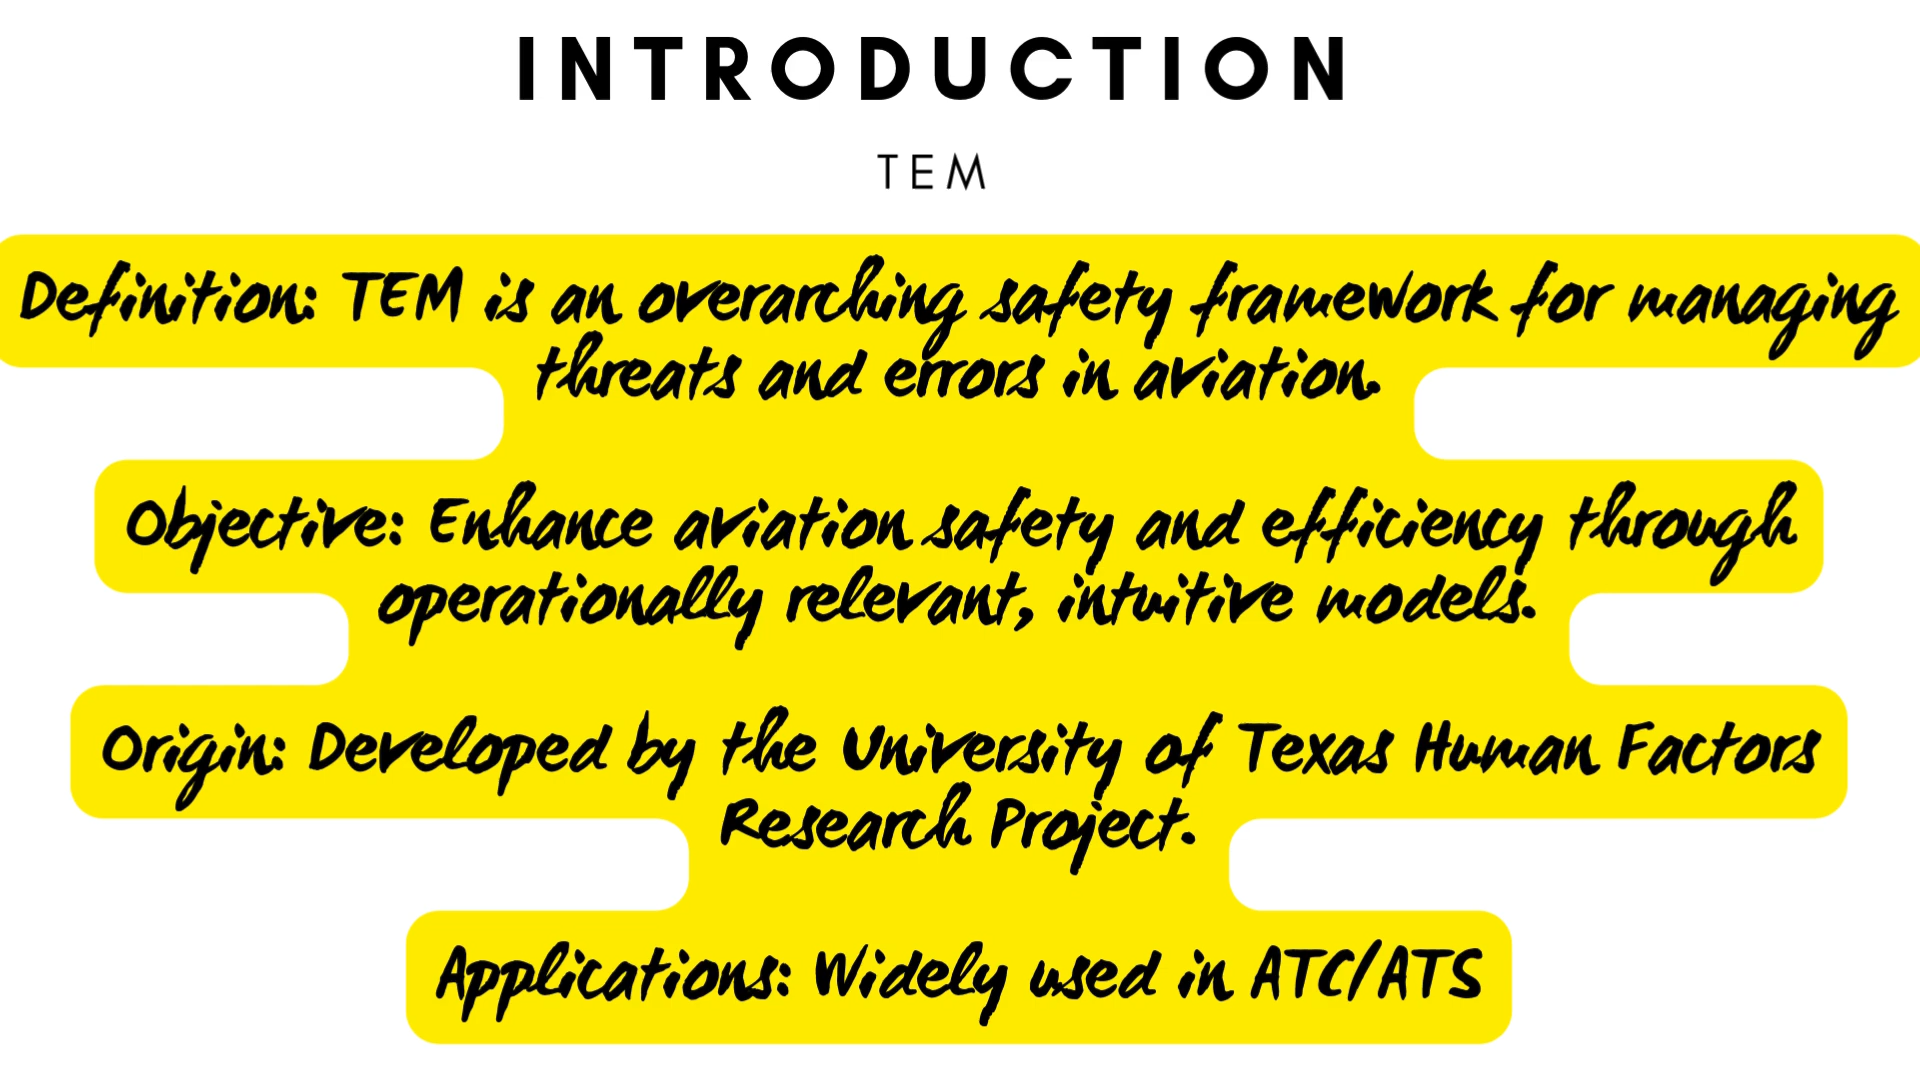 INTRODUCTION
TEM
Definition: TEM is an overarching safety framework for managing
threats and errors in aviation.
Objective: Enhance aviation safety and efficiency through
operationally relevant, intuitive models.
Origin: Developed by the University of Texas Human Factors
Research Project.
Applications: Widely used in ATC/ATS